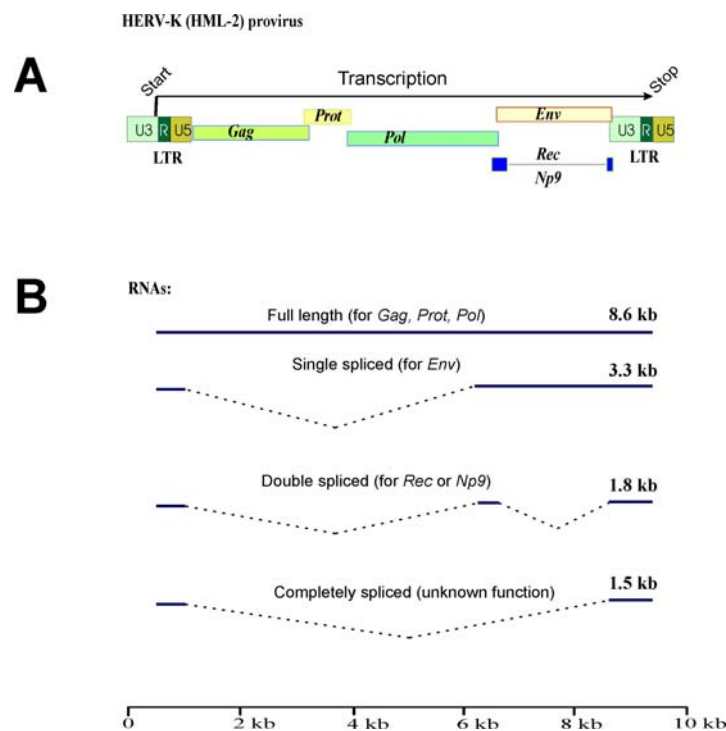 HERV-K (HML-2) provirus
A
Start
Transcription
Stop
Prot
Env
U3 R U5
Gag
Pol
U3 R U5
LTR
Rec
LTR
Np9
B
RNAs:
Full length (for Gag, Prot, Pol)
8.6 kb
Single spliced (for Env)
3.3 kb
Double spliced (for Rec or Np9)
1.8 kb
Completely spliced (unknown function)
1.5 kb
0 2 kb 4 kb 6 kb 8 kb 10 kb